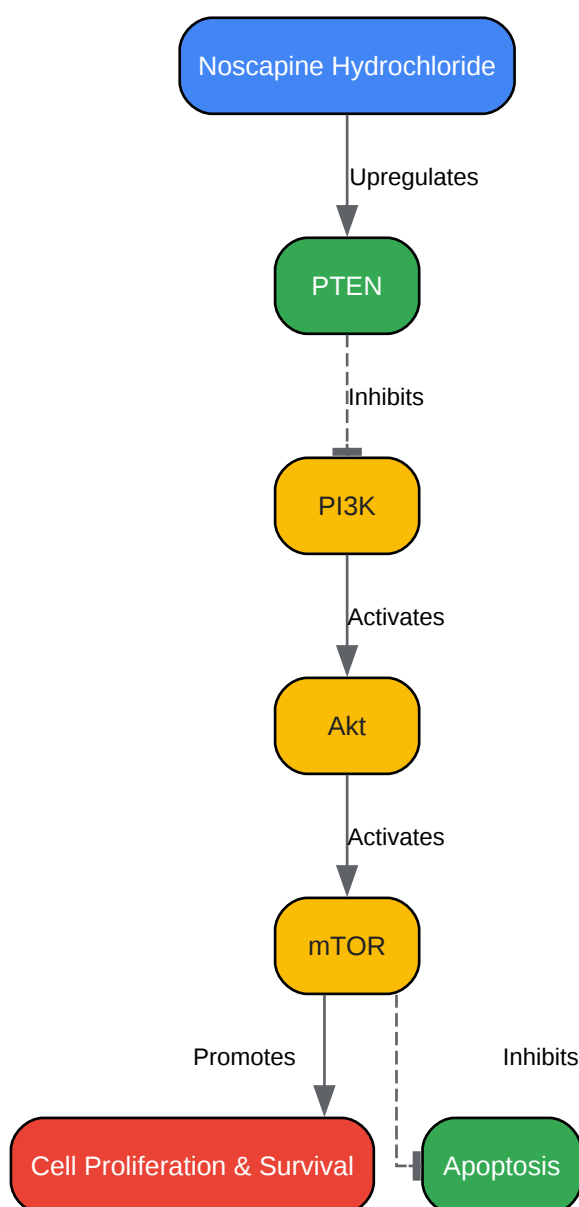 Noscapine Hydrochloride
Upregulates
PTEN
Inhibits
PI3K
Activates
Akt
Activates
mTOR
Promotes
Inhibits
Cell Proliferation & Survival
Apoptosis